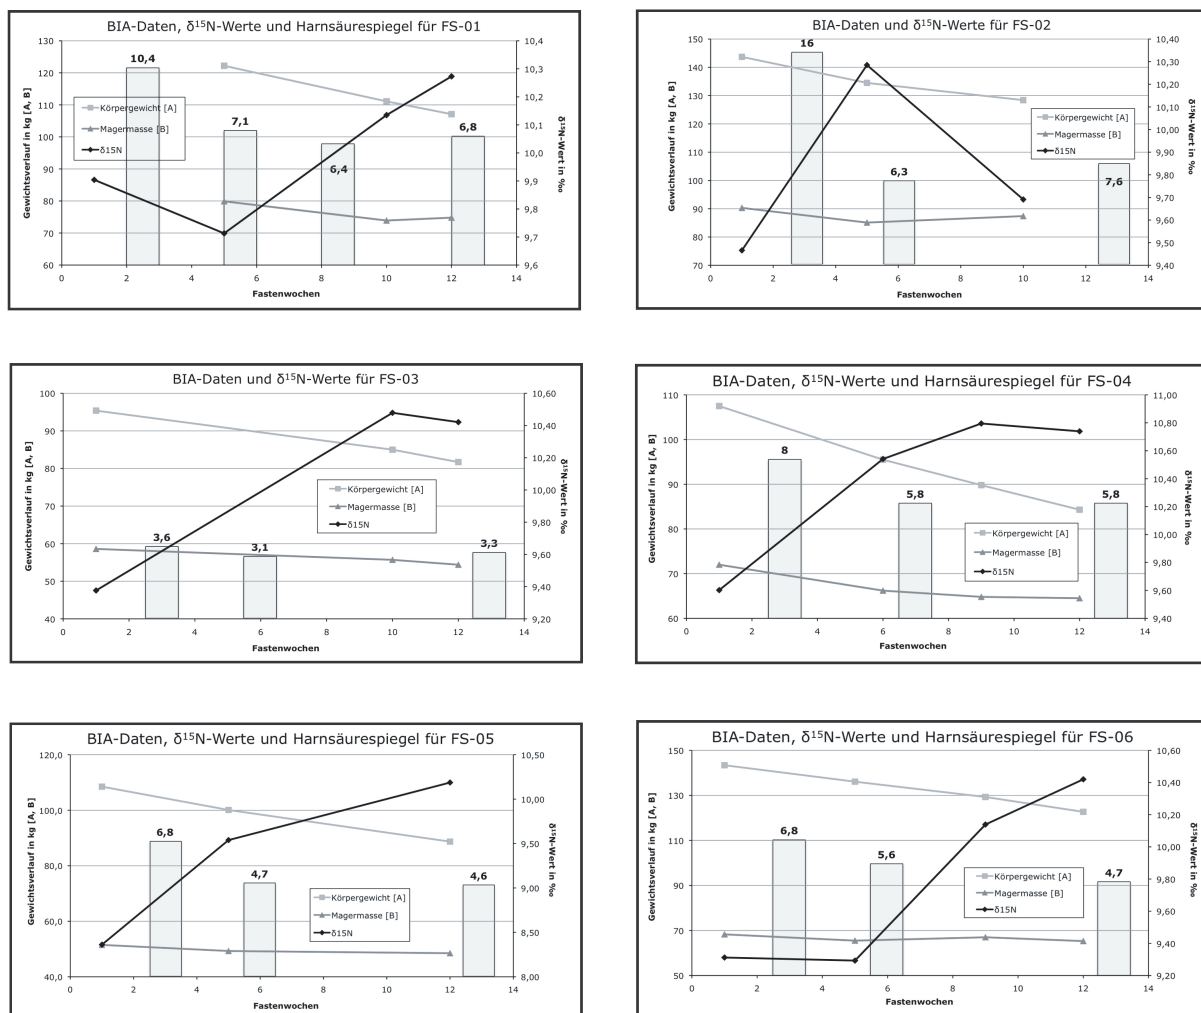 BIA-Daten, δ¹⁵N-Werte und Harnsäurespiegel für FS-01
Gewichtsverlauf in kg [A, B]
130
120
110
100
90
80
70
60
10,4
7,1
6,4
6,8
Körpergewicht [A]
Magermasse [B]
δ15N
10,4
10,3
10,2
10,1
10,0
9,9
9,8
9,7
9,6
δ¹⁵N-Wert in ‰
0 2 4 6 8 10 12 14
Fastenwochen
BIA-Daten und δ¹⁵N-Werte für FS-02
Gewichtsverlauf in kg [A, B]
150
140
130
120
110
100
90
80
70
16
6,3
7,6
Körpergewicht [A]
Magermasse [B]
δ15N
10,40
10,30
10,20
10,10
10,00
9,90
9,80
9,70
9,60
9,50
9,40
δ¹⁵N-Wert in ‰
0 2 4 6 8 10 12 14
Fastenwochen
BIA-Daten und δ¹⁵N-Werte für FS-03
Gewichtsverlauf in kg [A, B]
100
90
80
70
60
50
40
3,6
3,1
3,3
Körpergewicht [A]
Magermasse [B]
δ15N
10,60
10,40
10,20
10,00
9,80
9,60
9,40
9,20
δ¹⁵N-Wert in ‰
0 2 4 6 8 10 12 14
Fastenwochen
BIA-Daten, δ¹⁵N-Werte und Harnsäurespiegel für FS-04
Gewichtsverlauf in kg [A, B]
110
100
90
80
70
60
8
5,8
5,8
Körpergewicht [A]
Magermasse [B]
δ15N
11,00
10,80
10,60
10,40
10,20
10,00
9,80
9,60
9,40
δ¹⁵N-Wert in ‰
0 2 4 6 8 10 12 14
Fastenwochen
BIA-Daten, δ¹⁵N-Werte und Harnsäurespiegel für FS-05
Gewichtsverlauf in kg [A, B]
120,0
100,0
80,0
60,0
40,0
6,8
4,7
4,6
Körpergewicht [A]
Magermasse [B]
δ15N
10,50
10,00
9,50
9,00
8,50
8,00
δ¹⁵N-Wert in ‰
0 2 4 6 8 10 12 14
Fastenwochen
BIA-Daten, δ¹⁵N-Werte und Harnsäurespiegel für FS-06
Gewichtsverlauf in kg [A, B]
150
130
110
90
70
50
6,8
5,6
4,7
Körpergewicht [A]
Magermasse [B]
δ15N
10,60
10,40
10,20
10,00
9,80
9,60
9,40
9,20
δ¹⁵N-Wert in ‰
0 2 4 6 8 10 12 14
Fastenwochen